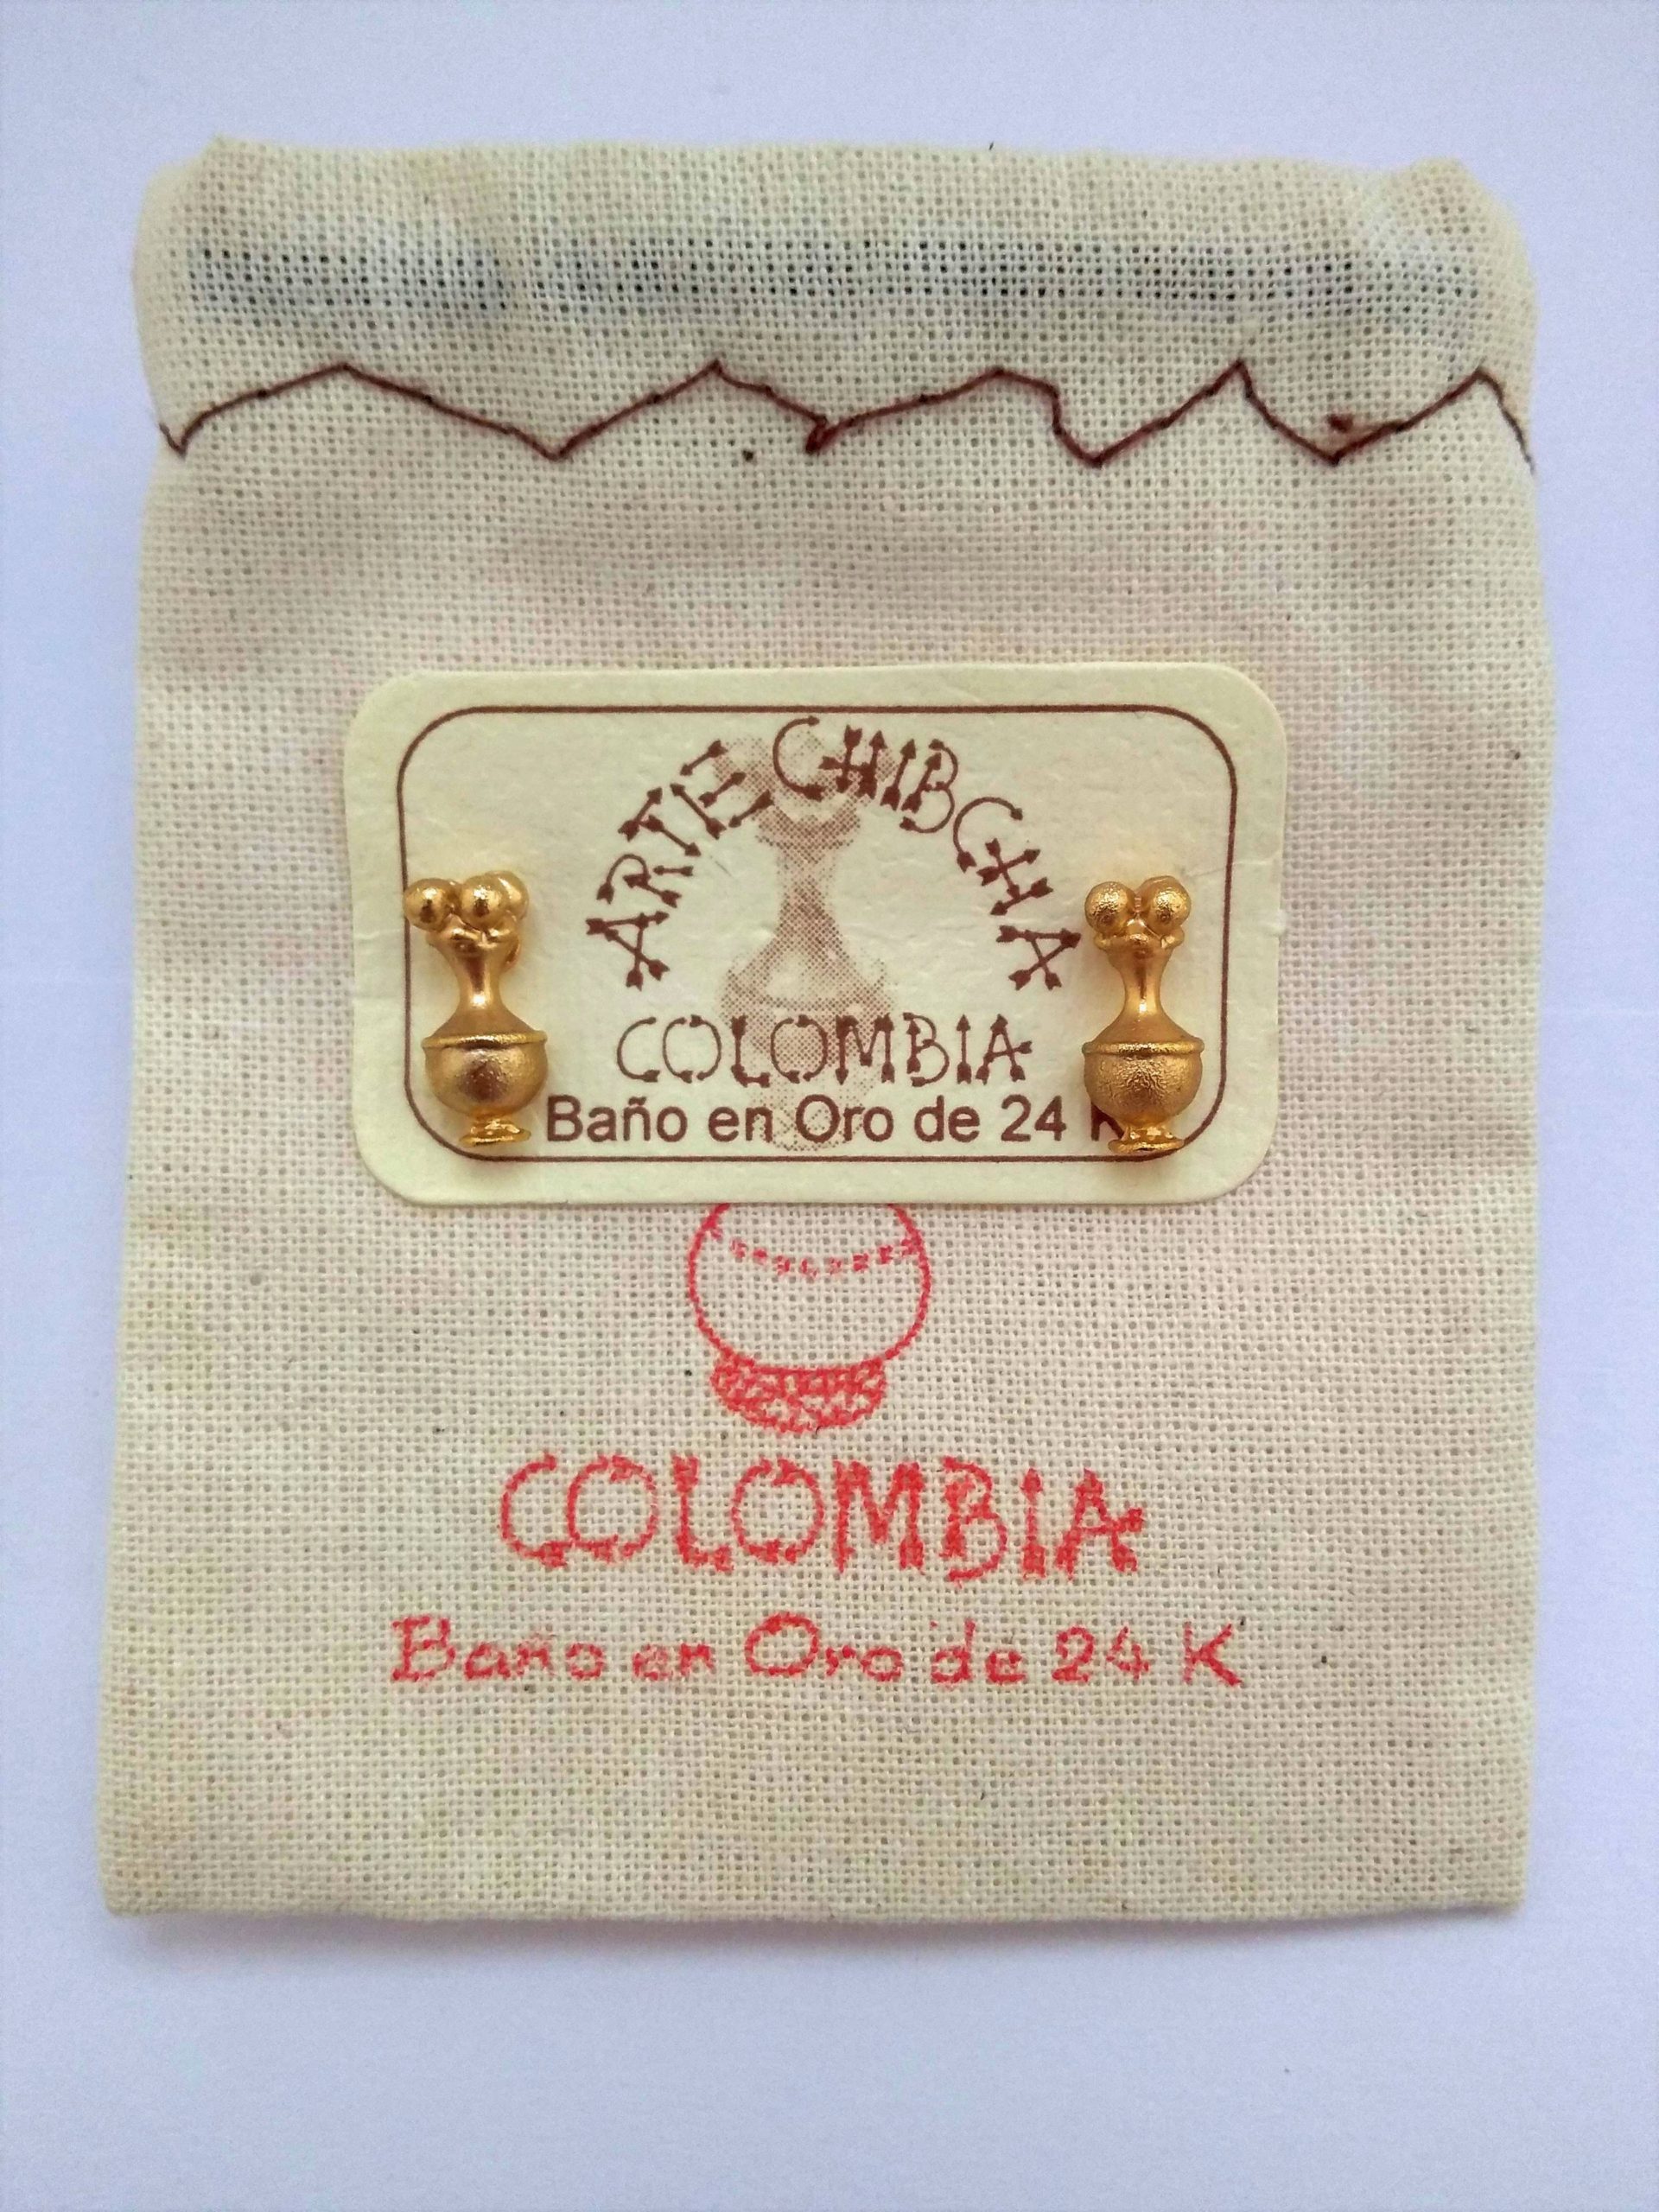 ARTE CHIBCHA
COLOMBIA
Baño en Oro de 24 K
COLOMBIA
Baño en Oro de 24 K